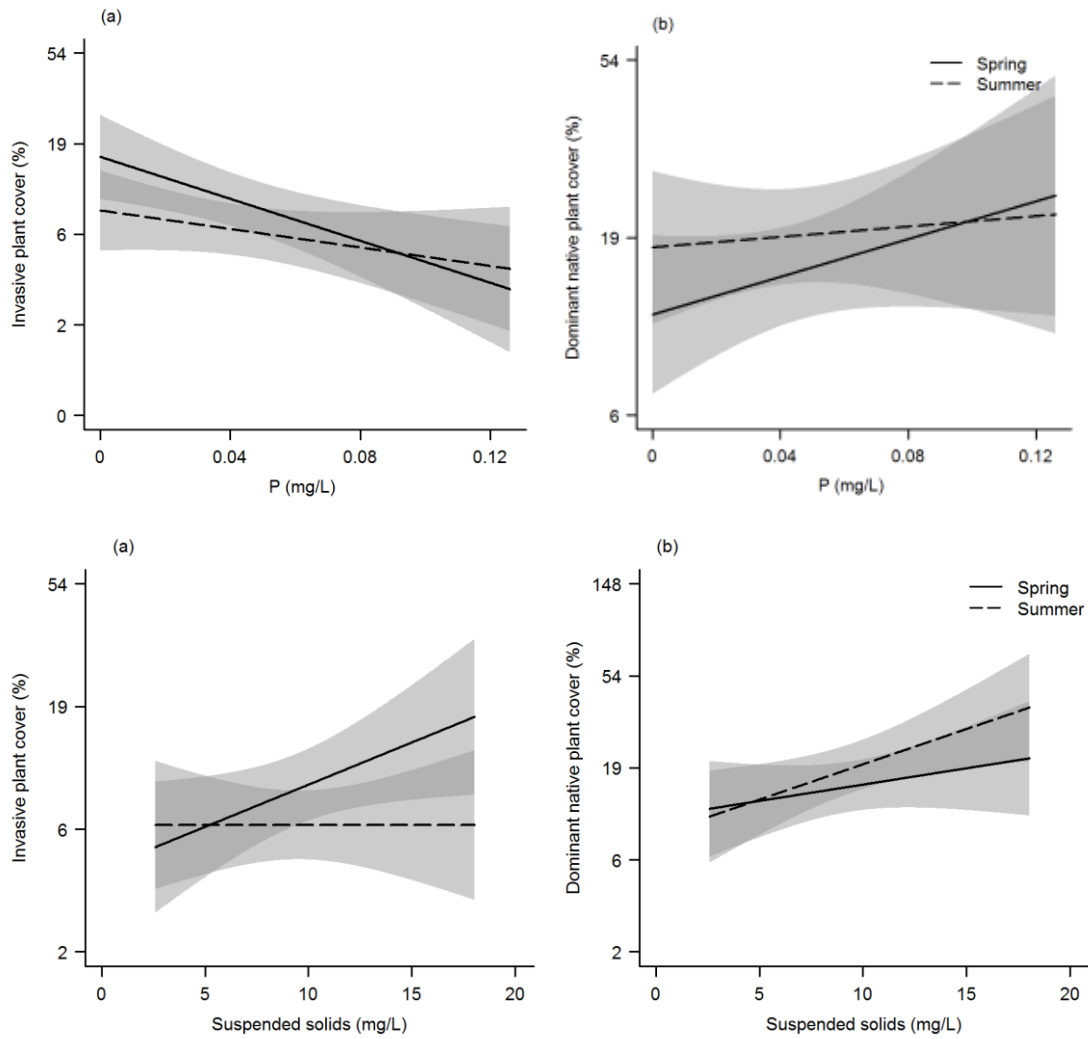 (a)
54
19
6
2
0
Invasive plant cover (%)
0 0.04 0.08 0.12
P (mg/L)
(b)
Spring
Summer
54
19
6
Dominant native plant cover (%)
0 0.04 0.08 0.12
P (mg/L)
(a)
54
19
6
2
Invasive plant cover (%)
0 5 10 15 20
Suspended solids (mg/L)
(b)
Spring
Summer
148
54
19
6
2
Dominant native plant cover (%)
0 5 10 15 20
Suspended solids (mg/L)